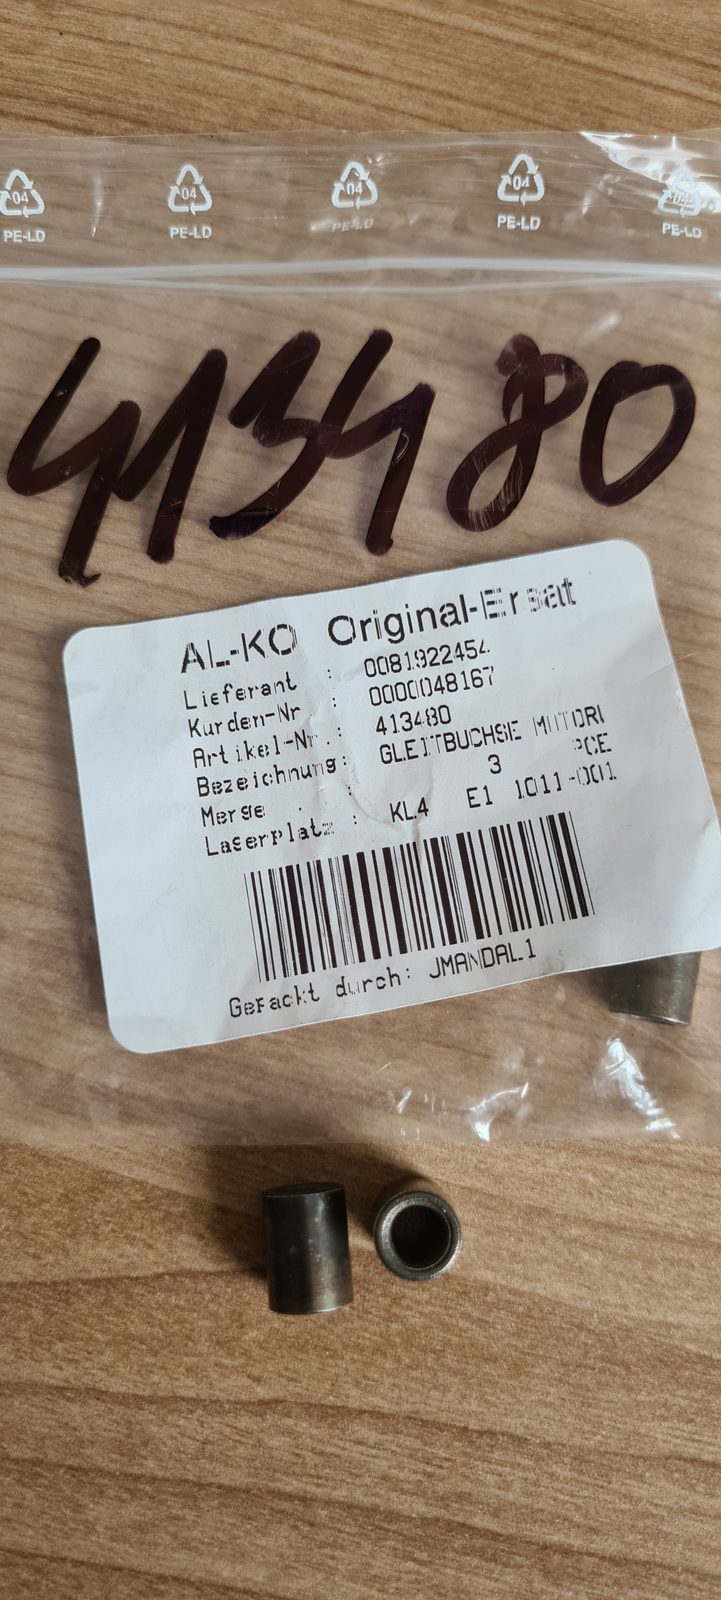 04 04 04 04 04
PE-LD PE-LD PE-LD PE-LD PE-LD
413480
AL-KO Original-Ersat
Lieferant : 0081922454
Kunden-Nr : 0000048167
Artikel-Nr.: 413480
Bezeichnung: GLEITBUCHSE
Menge : 3 PCE
Lagerplatz : KL4 E1 1011-001
Gepackt durch: JMANDAL1